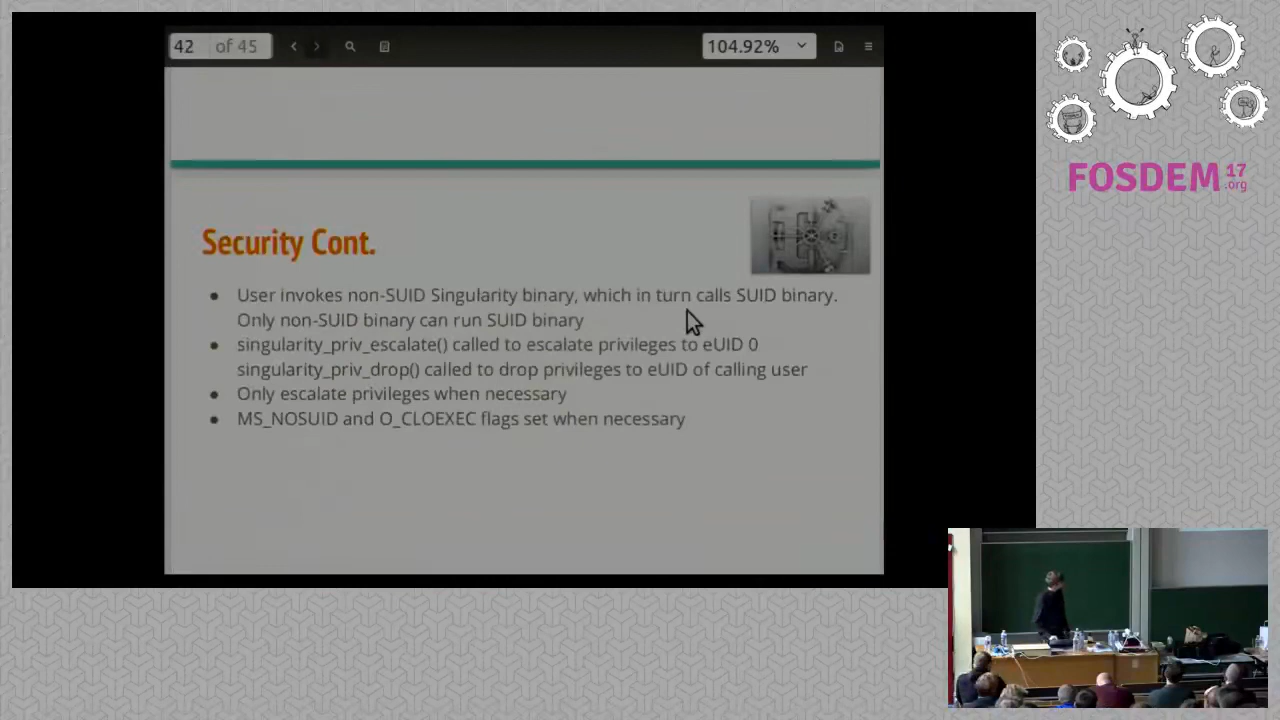 42 of 45
104.92%
FOSDEM 17 .org
Security Cont.
User invokes non-SUID Singularity binary, which in turn calls SUID binary.
Only non-SUID binary can run SUID binary
singularity_priv_escalate() called to escalate privileges to eUID 0
singularity_priv_drop() called to drop privileges to eUID of calling user
Only escalate privileges when necessary
MS_NOSUID and O_CLOEXEC flags set when necessary